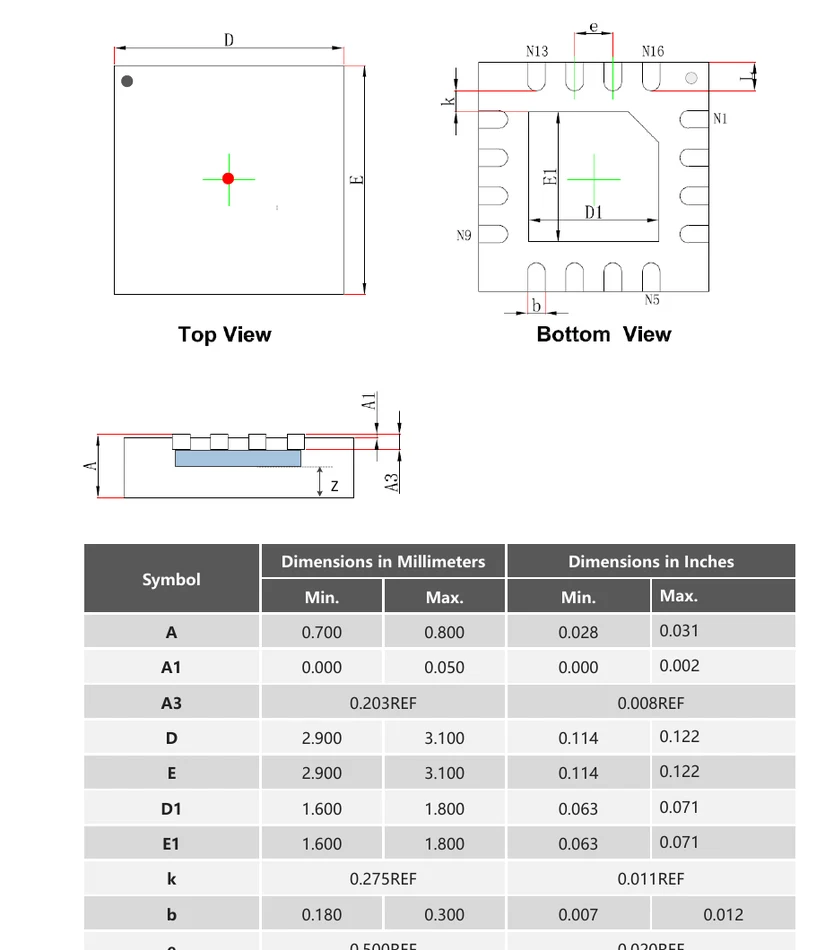 D
e
N13
N16
L
k
N1
E
E1
D1
N9
b
N5
Top View
Bottom View
A1
A
A3
z
Symbol
Dimensions in Millimeters
Dimensions in Inches
Min.
Max.
Min.
Max.
A 0.700 0.800 0.028 0.031
A1 0.000 0.050 0.000 0.002
A3 0.203REF 0.008REF
D 2.900 3.100 0.114 0.122
E 2.900 3.100 0.114 0.122
D1 1.600 1.800 0.063 0.071
E1 1.600 1.800 0.063 0.071
k 0.275REF 0.011REF
b 0.180 0.300 0.007 0.012
e 0.500REF 0.020REF